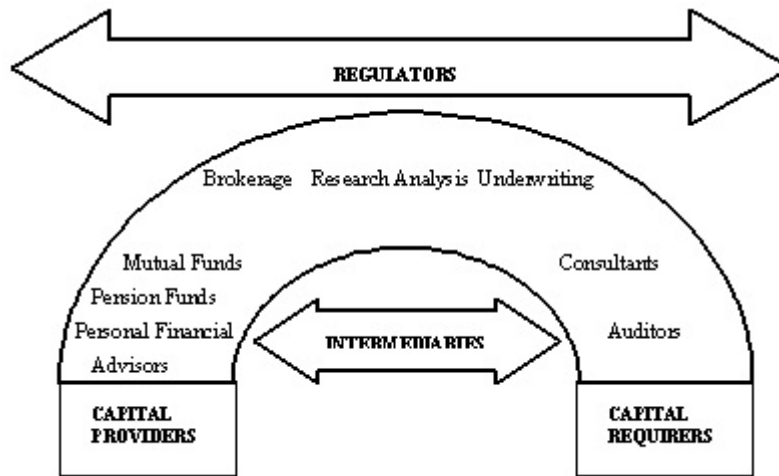 REGULATORS
Brokerage Research Analysis Underwriting
Mutual Funds
Consultants
Pension Funds
Personal Financial
Advisors
Auditors
INTERMEDIARIES
CAPITAL
PROVIDERS
CAPITAL
REQUIRERS